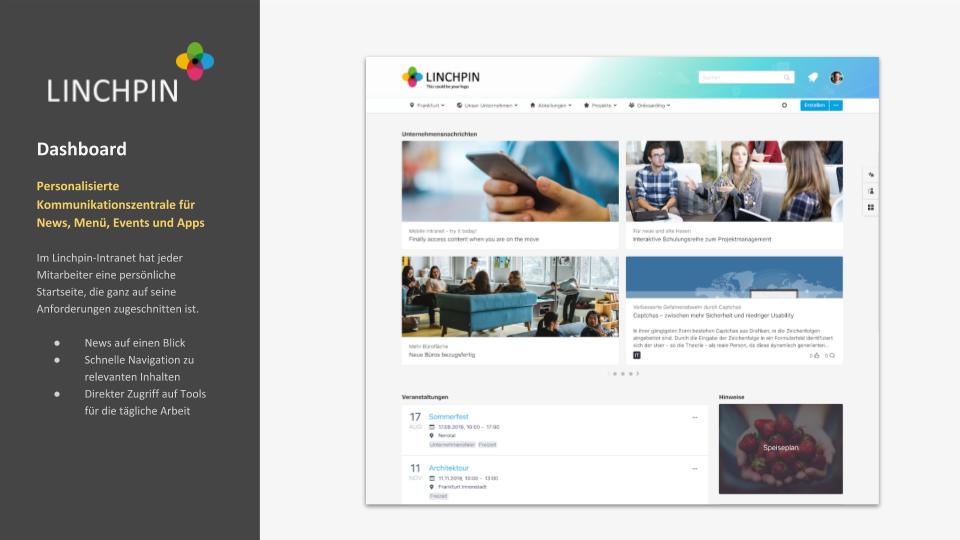 LINCHPIN
Dashboard
Personalisierte
Kommunikationszentrale für
News, Menü, Events und Apps
Im Linchpin-Intranet hat jeder
Mitarbeiter eine persönliche
Startseite, die ganz auf seine
Anforderungen zugeschnitten ist.
● News auf einen Blick
● Schnelle Navigation zu
relevanten Inhalten
● Direkter Zugriff auf Tools
für die tägliche Arbeit
LINCHPIN
This could be your logo
Suchen
Frankfurt Unser Unternehmen Abteilungen Projekte Onboarding Erstellen
Unternehmensnachrichten
Mobile Intranet - try it today!
Finally access content when you are on the move
Für neue und alte Hasen
Interaktive Schulungsreihe zum Projektmanagement
Mehr Bürofläche
Neue Büros bezugsfertig
Verbesserte Gefahrenabwehr durch Captchas
Captchas – zwischen mehr Sicherheit und niedriger Usability
In ihrer gängigsten Form bestehen Captchas aus Grafiken, in die Zeichenfolgen
eingebettet sind. Durch die Eingabe der Zeichenfolge in ein Formularfeld identifiziert
sich der User – so die Theorie – als reale Person, da diese dynamisch generierten...
IT 0 0
Veranstaltungen
17 Sommerfest
AUG 17.08.2019, 10:00 - 17:00
Nerotal
Unternehmensfeier Freizeit
11 Architektour
NOV 11.11.2019, 10:00 - 13:00
Frankfurt Innenstadt
Freizeit
Hinweise
Speiseplan